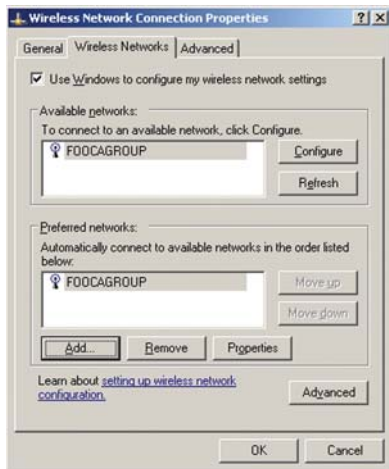 Wireless Network Connection Properties
General
Wireless Networks
Advanced
Use Windows to configure my wireless network settings
Available networks:
To connect to an available network, click Configure.
FOOCAGROUP
Configure
Refresh
Preferred networks:
Automatically connect to available networks in the order listed
below:
FOOCAGROUP
Move up
Move down
Add...
Remove
Properties
Learn about setting up wireless network
configuration.
Advanced
OK
Cancel